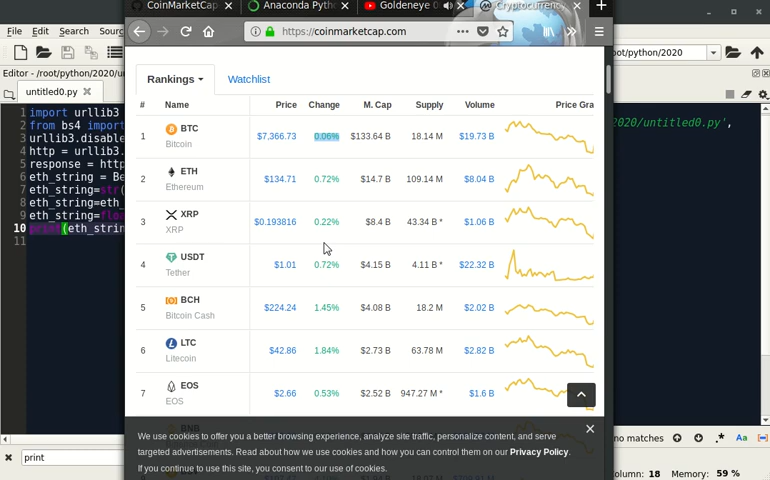 CoinMarketCap
Anaconda Pyth
Goldeneye 0
Cryptocurrency
https://coinmarketcap.com
File Edit Search Sourc
oot/python/2020
Editor - /root/python/2020/u
untitled0.py
1 import urllib3
2 from bs4 import
3 urllib3.disable
4 http = urllib3.
5 response = http
6 eth_string = Be
7 eth_string=str(
8 eth_string=eth_
9 eth_string=floa
10 print(eth_strin
11
2020/untitled0.py',
Rankings Watchlist
# Name Price Change M. Cap Supply Volume Price Gra
1 BTC Bitcoin $7,366.73 0.06% $133.64 B 18.14 M $19.73 B
2 ETH Ethereum $134.71 0.72% $14.7 B 109.14 M $8.04 B
3 XRP XRP $0.193816 0.22% $8.4 B 43.34 B * $1.06 B
4 USDT Tether $1.01 0.72% $4.15 B 4.11 B * $22.32 B
5 BCH Bitcoin Cash $224.24 1.45% $4.08 B 18.2 M $2.02 B
6 LTC Litecoin $42.86 1.84% $2.73 B 63.78 M $2.82 B
7 EOS EOS $2.66 0.53% $2.52 B 947.27 M * $1.6 B
BNB
We use cookies to offer you a better browsing experience, analyze site traffic, personalize content, and serve
targeted advertisements. Read about how we use cookies and how you can control them on our Privacy Policy.
If you continue to use this site, you consent to our use of cookies.
no matches .* Aa
print
olumn: 18 Memory: 59 %